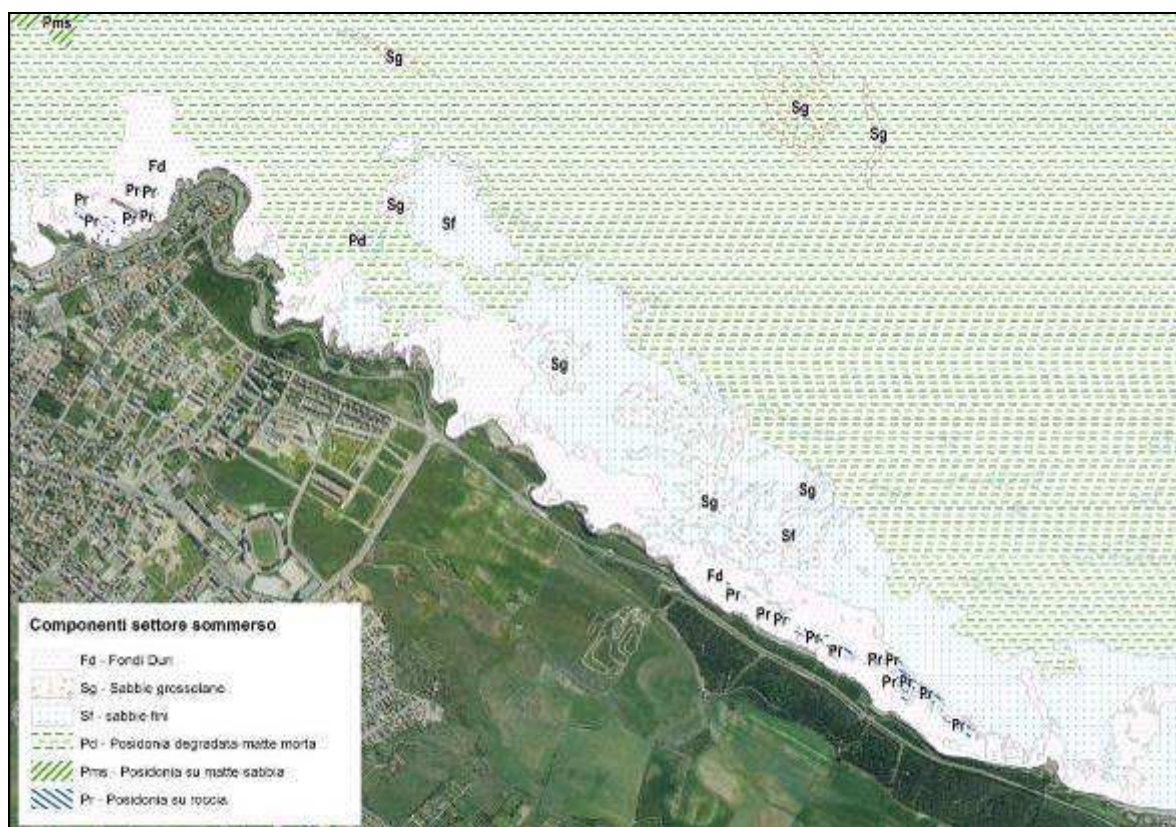 Pms
Sg
Sg
Sg
Fd
Pr
Pr Pr
Pr
Pr Pr
Sg
Sf
Pd
Sg
Sg
Sg
Sf
Fd
Pr
Pr Pr
Pr
Pr
Pr Pr
Pr Pr
Pr
Pr
Componenti settore sommerso
Fd - Fondi Duri
Sg - Sabbie grossolane
Sf - sabbie fini
Pd - Posidonia degradata-matte morta
Pms - Posidonia su matte-sabbia
Pr - Posidonia su roccia